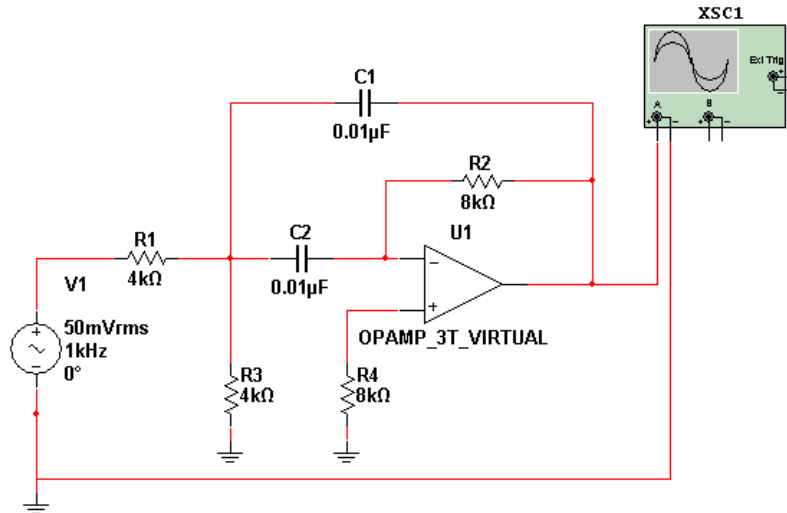 XSC1
Ext Trig
+
-
A
B
+
-
+
-
C1
0.01µF
R2
8kΩ
R1
4kΩ
C2
0.01µF
U1
V1
50mVrms
1kHz
0°
OPAMP_3T_VIRTUAL
R3
4kΩ
R4
8kΩ